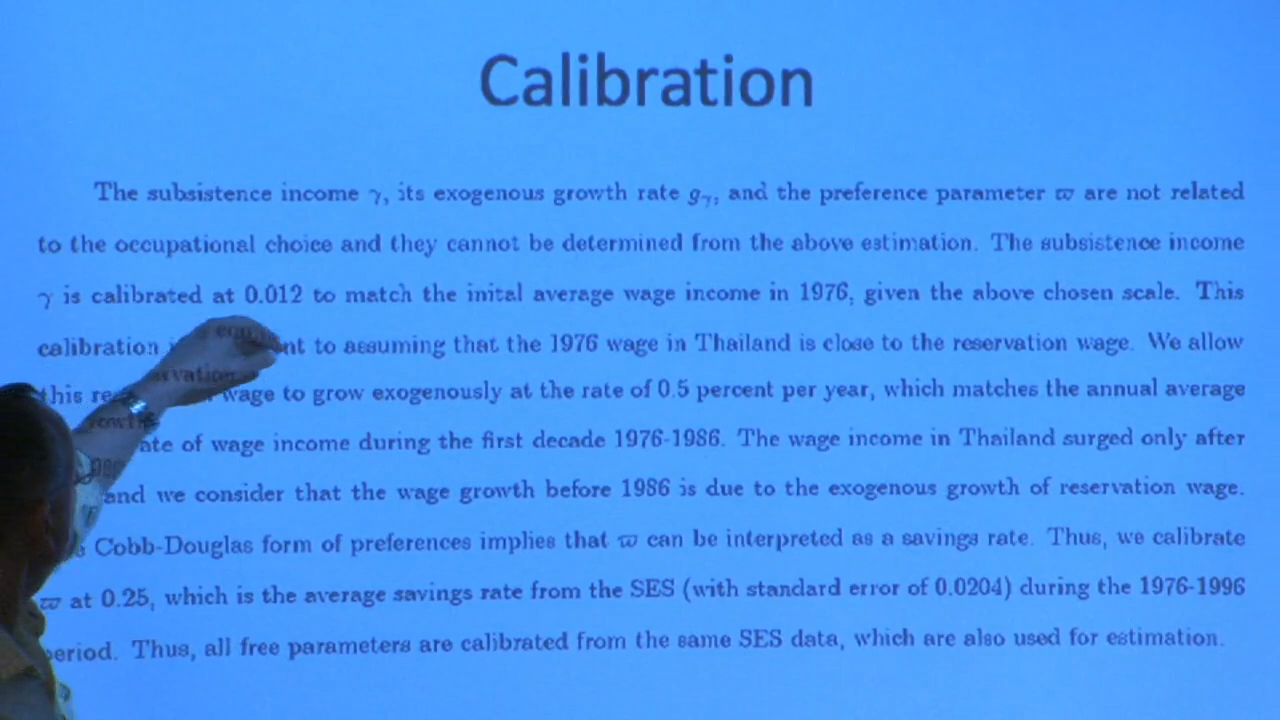 Calibration
The subsistence income γ, its exogenous growth rate gγ, and the preference parameter ϖ are not related
to the occupational choice and they cannot be determined from the above estimation. The subsistence income
γ is calibrated at 0.012 to match the inital average wage income in 1976, given the above chosen scale. This
calibration to assuming that the 1976 wage in Thailand is close to the reservation wage. We allow
this wage to grow exogenously at the rate of 0.5 percent per year, which matches the annual average
of wage income during the first decade 1976-1986. The wage income in Thailand surged only after
and we consider that the wage growth before 1986 is due to the exogenous growth of reservation wage.
Cobb-Douglas form of preferences implies that ϖ can be interpreted as a savings rate. Thus, we calibrate
ϖ at 0.25, which is the average savings rate from the SES (with standard error of 0.0204) during the 1976-1996
period. Thus, all free parameters are calibrated from the same SES data, which are also used for estimation.